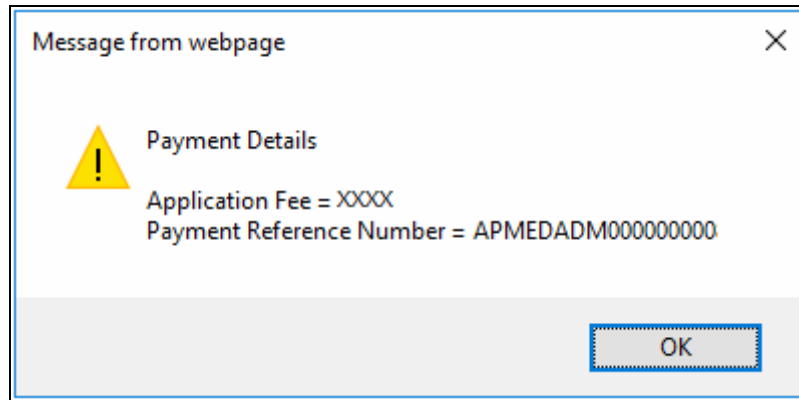 Message from webpage
Payment Details
Application Fee = XXXX
Payment Reference Number = APMEDADM000000000
OK